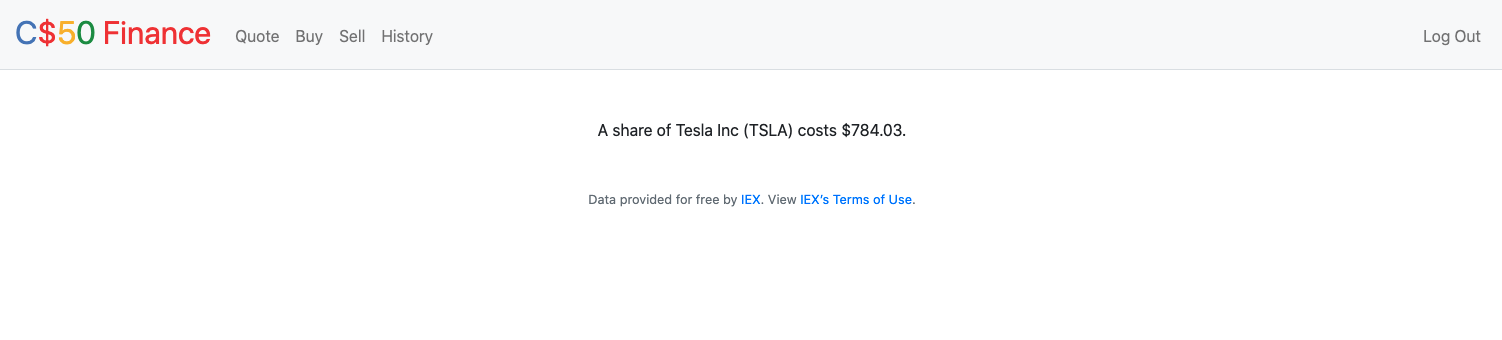 C$50 Finance Quote Buy Sell History Log Out
A share of Tesla Inc (TSLA) costs $784.03.
Data provided for free by IEX. View IEX’s Terms of Use.